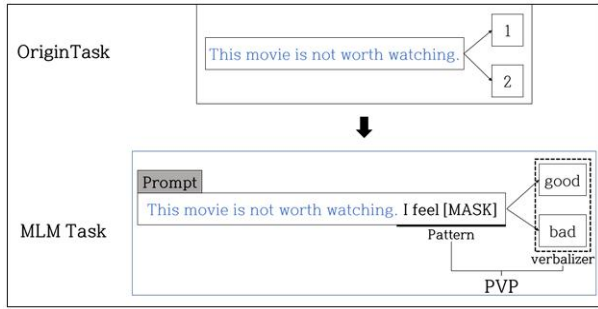 OriginTask
This movie is not worth watching.
1
2
MLM Task
Prompt
This movie is not worth watching. I feel [MASK]
Pattern
good
bad
verbalizer
PVP